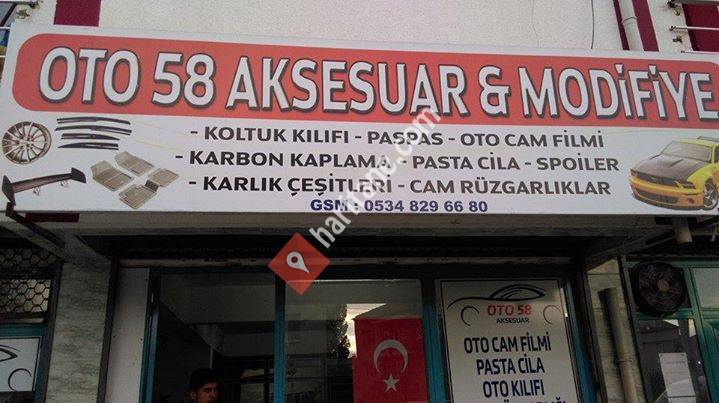 OTO 58 AKSESUAR & MODİFİYE
- KOLTUK KILIFI - PASPAS - OTO CAM FİLMİ
- KARBON KAPLAMA - PASTA CİLA - SPOİLER
- KARLIK ÇEŞİTLERİ - CAM RÜZGARLIKLAR
GSM : 0534 829 66 80
haritane.com
OTO 58
AKSESUAR
OTO CAM FİLMİ
PASTA CİLA
OTO KILIFI